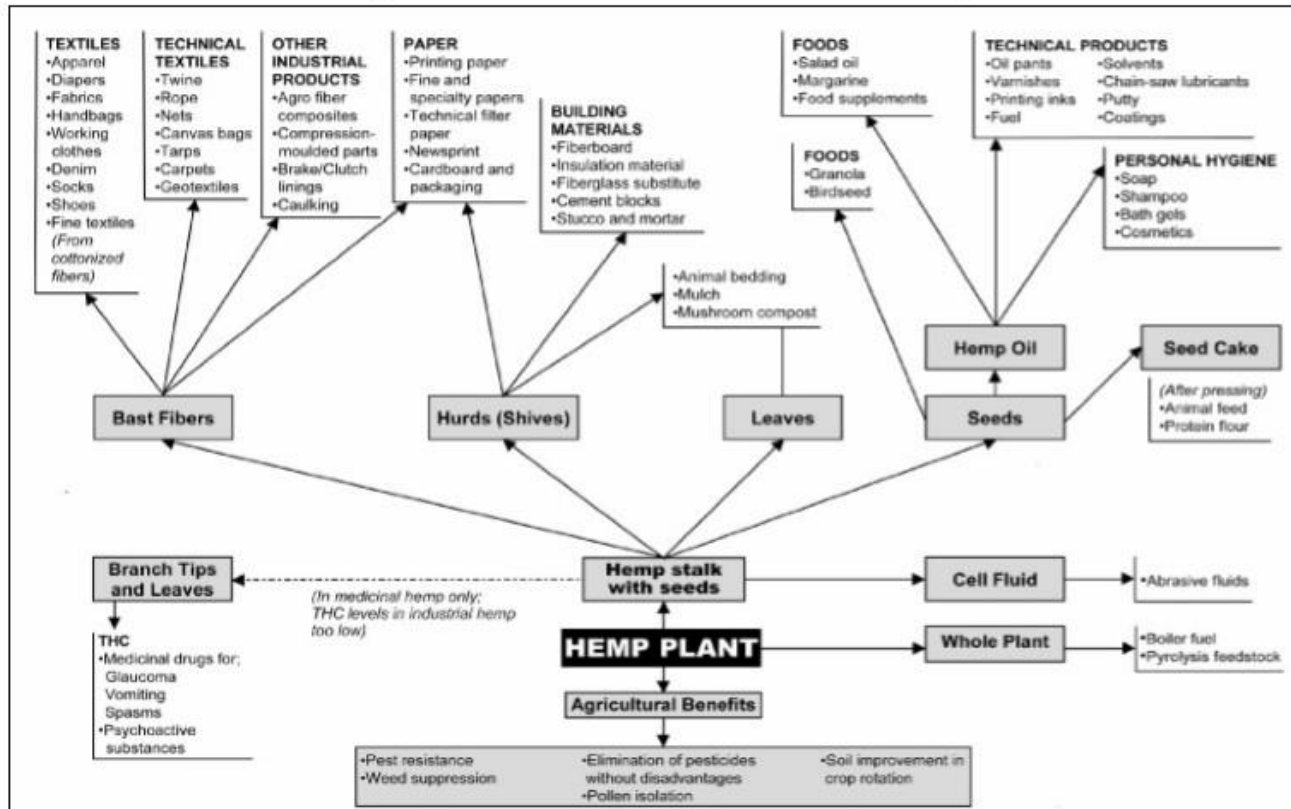 TEXTILES
•Apparel
•Diapers
•Fabrics
•Handbags
•Working
clothes
•Denim
•Socks
•Shoes
•Fine textiles
(From
cottonized
fibers)
TECHNICAL
TEXTILES
•Twine
•Rope
•Nets
•Canvas bags
•Tarps
•Carpets
•Geotextiles
OTHER
INDUSTRIAL
PRODUCTS
•Agro fiber
composites
•Compression-
moulded parts
•Brake/Clutch
linings
•Caulking
PAPER
•Printing paper
•Fine and
specialty papers
•Technical filter
paper
•Newsprint
•Cardboard and
packaging
BUILDING
MATERIALS
•Fiberboard
•Insulation material
•Fiberglass substitute
•Cement blocks
•Stucco and mortar
FOODS
•Salad oil
•Margarine
•Food supplements
TECHNICAL PRODUCTS
•Oil pants
•Varnishes
•Printing inks
•Fuel
•Solvents
•Chain-saw lubricants
•Putty
•Coatings
FOODS
•Granola
•Birdseed
PERSONAL HYGIENE
•Soap
•Shampoo
•Bath gels
•Cosmetics
•Animal bedding
•Mulch
•Mushroom compost
Hemp Oil
Seed Cake
(After pressing)
•Animal feed
•Protein flour
Bast Fibers
Hurds (Shives)
Leaves
Seeds
Branch Tips
and Leaves
(In medicinal hemp only;
THC levels in industrial hemp
too low)
Hemp stalk
with seeds
Cell Fluid
•Abrasive fluids
THC
•Medicinal drugs for;
Glaucoma
Vomiting
Spasms
•Psychoactive
substances
HEMP PLANT
Whole Plant
•Boiler fuel
•Pyrolysis feedstock
Agricultural Benefits
•Pest resistance
•Weed suppression
•Elimination of pesticides
without disadvantages
•Pollen isolation
•Soil improvement in
crop rotation